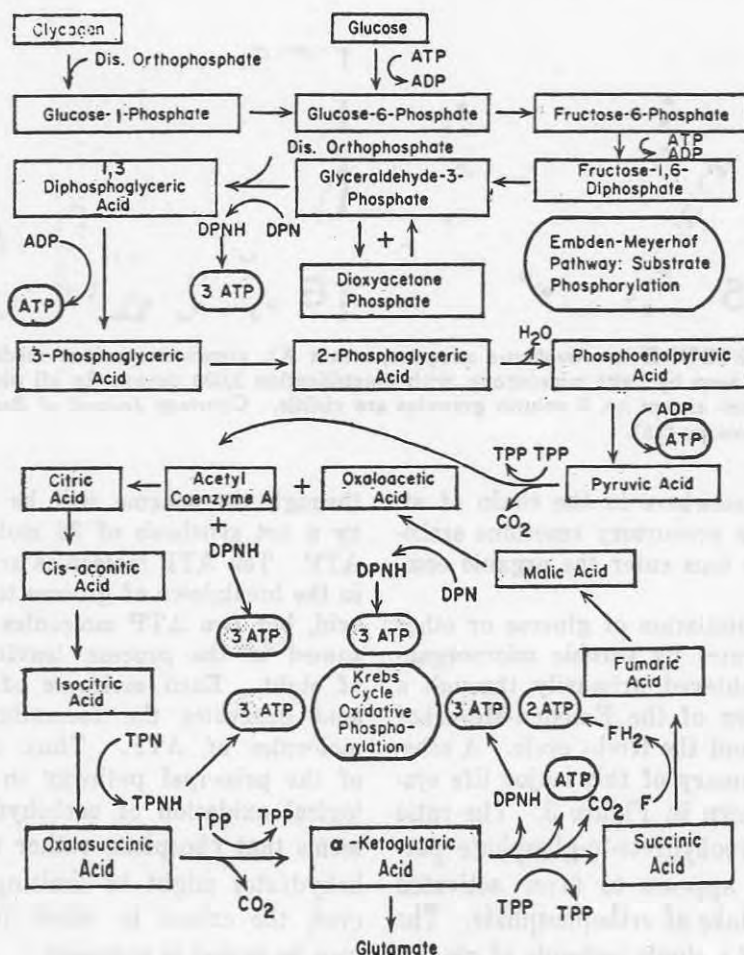 Glycogen
Glucose
Dis. Orthophosphate
ATP
ADP
Glucose-1-Phosphate
Glucose-6-Phosphate
Fructose-6-Phosphate
Dis. Orthophosphate
ATP
ADP
1,3
Diphosphoglyceric
Acid
Glyceraldehyde-3-
Phosphate
Fructose-1,6-
Diphosphate
ADP
DPNH
DPN
+
ATP
3 ATP
Dioxyacetone
Phosphate
Embden-Meyerhof
Pathway: Substrate
Phosphorylation
H2O
3-Phosphoglyceric
Acid
2-Phosphoglyceric
Acid
Phosphoenolpyruvic
Acid
ADP
ATP
TPP TPP
Citric
Acid
Acetyl
Coenzyme A
+
Oxaloacetic
Acid
Pyruvic Acid
CO2
+
DPNH
Cis-aconitic
acid
DPNH
DPN
Malic Acid
3 ATP
3 ATP
Fumaric
Acid
Isocitric
Acid
3 ATP
Krebs
Cycle
Oxidative
Phospho-
rylation
3 ATP
2 ATP
FH2
TPN
TPNH
TPP
TPP
DPNH
ATP
CO2
F
Oxalosuccinic
Acid
α Ketoglutaric
Acid
Succinic
Acid
CO2
TPP
TPP
Glutamate